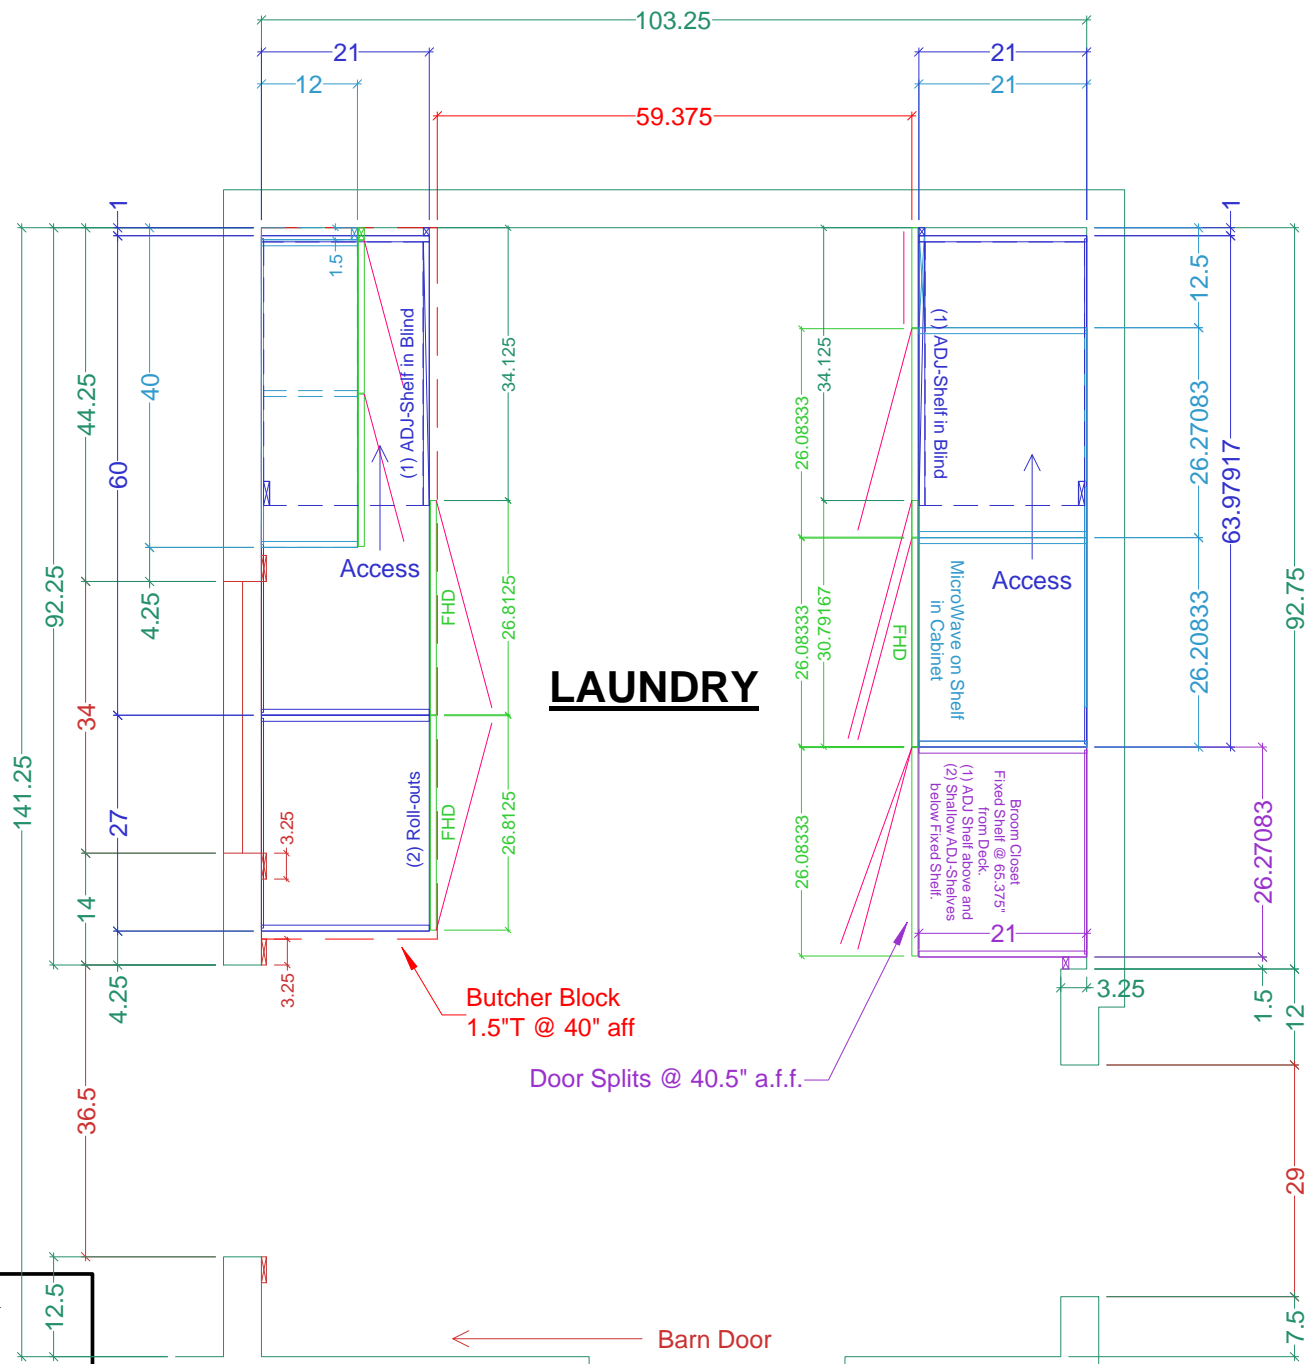 103.25
21
21
12
21
59.375
1
1
1.5
12.5
44.25
40
60
34.125
34.125
26.08333
26.27083
63.97917
(1) ADJ-Shelf in Blind
(1) ADJ-Shelf in Blind
Access
Access
92.25
4.25
FHD
26.8125
26.08333
30.79167
FHD
MicroWave on Shelf
in Cabinet
26.20833
92.75
LAUNDRY
141.25
34
27
3.25
(2) Roll-outs
FHD
26.8125
26.08333
Broom Closet
Fixed Shelf @ 65.375"
from Deck.
(1) ADJ Shelf above and
(2) Shallow ADJ-Shelves
below Fixed Shelf.
26.27083
14
21
4.25
3.25
Butcher Block
1.5"T @ 40" aff
3.25
1.5
12
Door Splits @ 40.5" a.f.f.
36.5
29
12.5
7.5
Barn Door